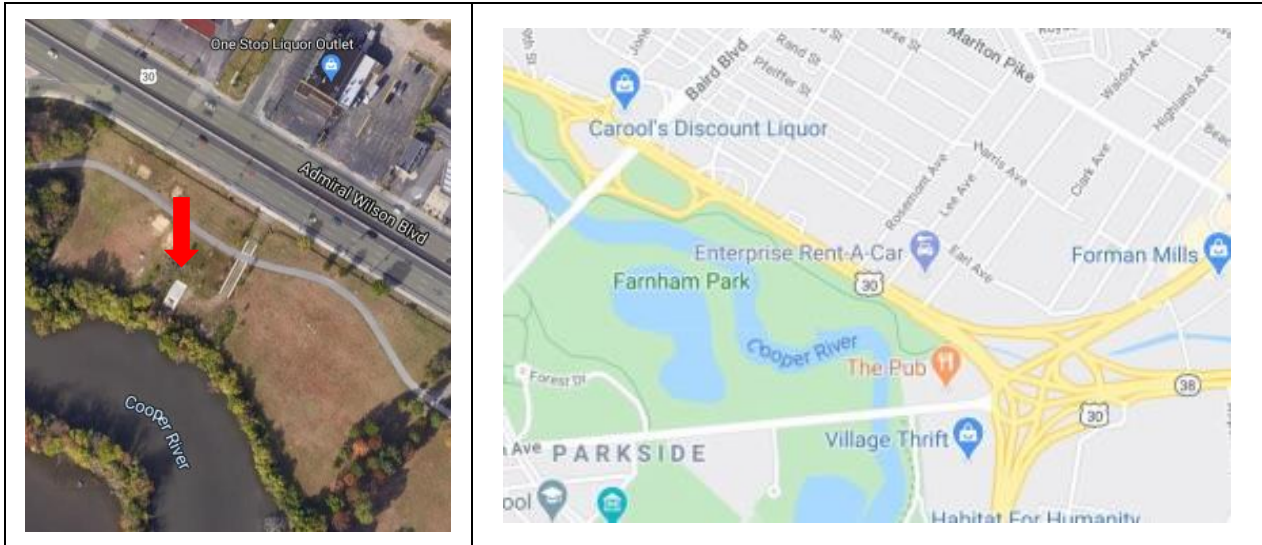 One Stop Liquor Outlet
30
Admiral Wilson Blvd
Cooper River
9th St
Baird Blvd
Rand St
Pfeiffer St
Marlton Pike
Waldorf Ave
Highland Ave
Carool's Discount Liquor
Harris Ave
Clark Ave
Rosemont Ave
Lee Ave
Enterprise Rent-A-Car
Earl Ave
Forman Mills
Farnham Park
30
Cooper River
The Pub
Forest Dr
38
30
Ave
PARKSIDE
Village Thrift
ool
Habitat For Humanity